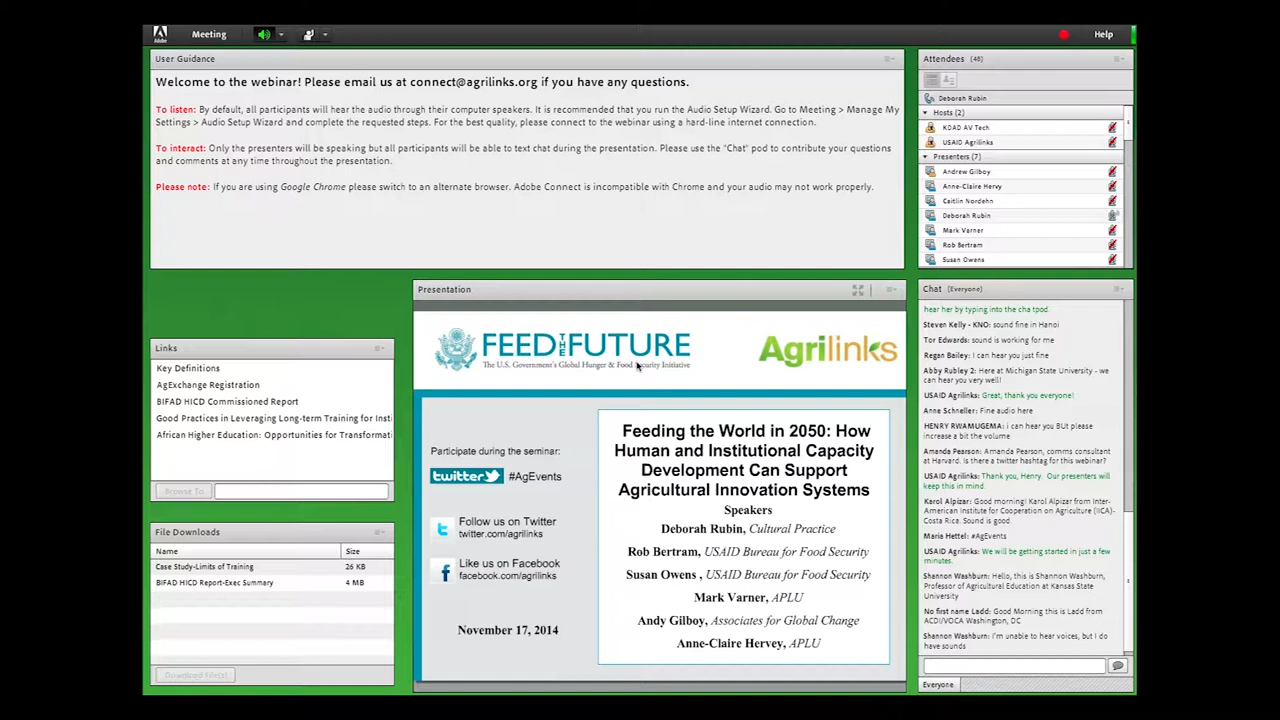 Adobe
Meeting
Help
User Guidance
Welcome to the webinar! Please email us at connect@agrilinks.org if you have any questions.
To listen: By default, all participants will hear the audio through their computer speakers. It is recommended that you run the Audio Setup Wizard. Go to Meeting > Manage My
Settings > Audio Setup Wizard and complete the requested steps. For the best quality, please connect to the webinar using a hard-line internet connection.
To interact: Only the presenters will be speaking but all participants will be able to text chat during the presentation. Please use the "Chat" pod to contribute your questions
and comments at any time throughout the presentation.
Please note: If you are using Google Chrome please switch to an alternate browser. Adobe Connect is incompatible with Chrome and your audio may not work properly.
Attendees (48)
Deborah Rubin
Hosts (2)
KDAD AV Tech
USAID Agrilinks
Presenters (7)
Andrew Gilboy
Anne-Claire Hervy
Caitlin Nordehn
Deborah Rubin
Mark Varner
Rob Bertram
Susan Owens
Links
Key Definitions
AgExchange Registration
BIFAD HICD Commissioned Report
Good Practices in Leveraging Long-term Training for Insti
African Higher Education: Opportunities for Transformati
Browse To
File Downloads
Name Size
Case Study-Limits of Training 26 KB
BIFAD HICD Report-Exec Summary 4 MB
Download File(s)
Presentation
FEED THE FUTURE
The U.S. Government's Global Hunger & Food Security Initiative
Agrilinks
Participate during the seminar:
twitter #AgEvents
Follow us on Twitter
twitter.com/agrilinks
Like us on Facebook
facebook.com/agrilinks
November 17, 2014
Feeding the World in 2050: How
Human and Institutional Capacity
Development Can Support
Agricultural Innovation Systems
Speakers
Deborah Rubin, Cultural Practice
Rob Bertram, USAID Bureau for Food Security
Susan Owens , USAID Bureau for Food Security
Mark Varner, APLU
Andy Gilboy, Associates for Global Change
Anne-Claire Hervey, APLU
Chat (Everyone)
hear her by typing into the cha tpod.
Steven Kelly - KNO: sound fine in Hanoi
Tor Edwards: sound is working for me
Regan Bailey: I can hear you just fine
Abby Rubley 2: Here at Michigan State University - we
can hear you very well!
USAID Agrilinks: Great, thank you everyone!
Anne Schneller: Fine audio here
HENRY RWAMUGEMA: i can hear you BUt please
increase a bit the volume
Amanda Pearson: Amanda Pearson, comms consultant
at Harvard. is there a twitter hashtag for this webinar?
USAID Agrilinks: Thank you, Henry. Our presenters will
keep this in mind.
Karol Alpizar: Good morning! Karol Alpizar from Inter-
American Institute for Cooperation on Agriculture (IICA)-
Costa Rica. Sound is good.
Maria Hettel: #AgEvents
USAID Agrilinks: We will be getting started in just a few
minutes.
Shannon Washburn: Hello, this is Shannon Washburn,
Professor of Agricultural Education at Kansas State
University
No first name Ladd: Good Morning this is Ladd from
ACDI/VOCA Washington, DC
Shannon Washburn: I'm unable to hear voices, but I do
have sounds
Everyone